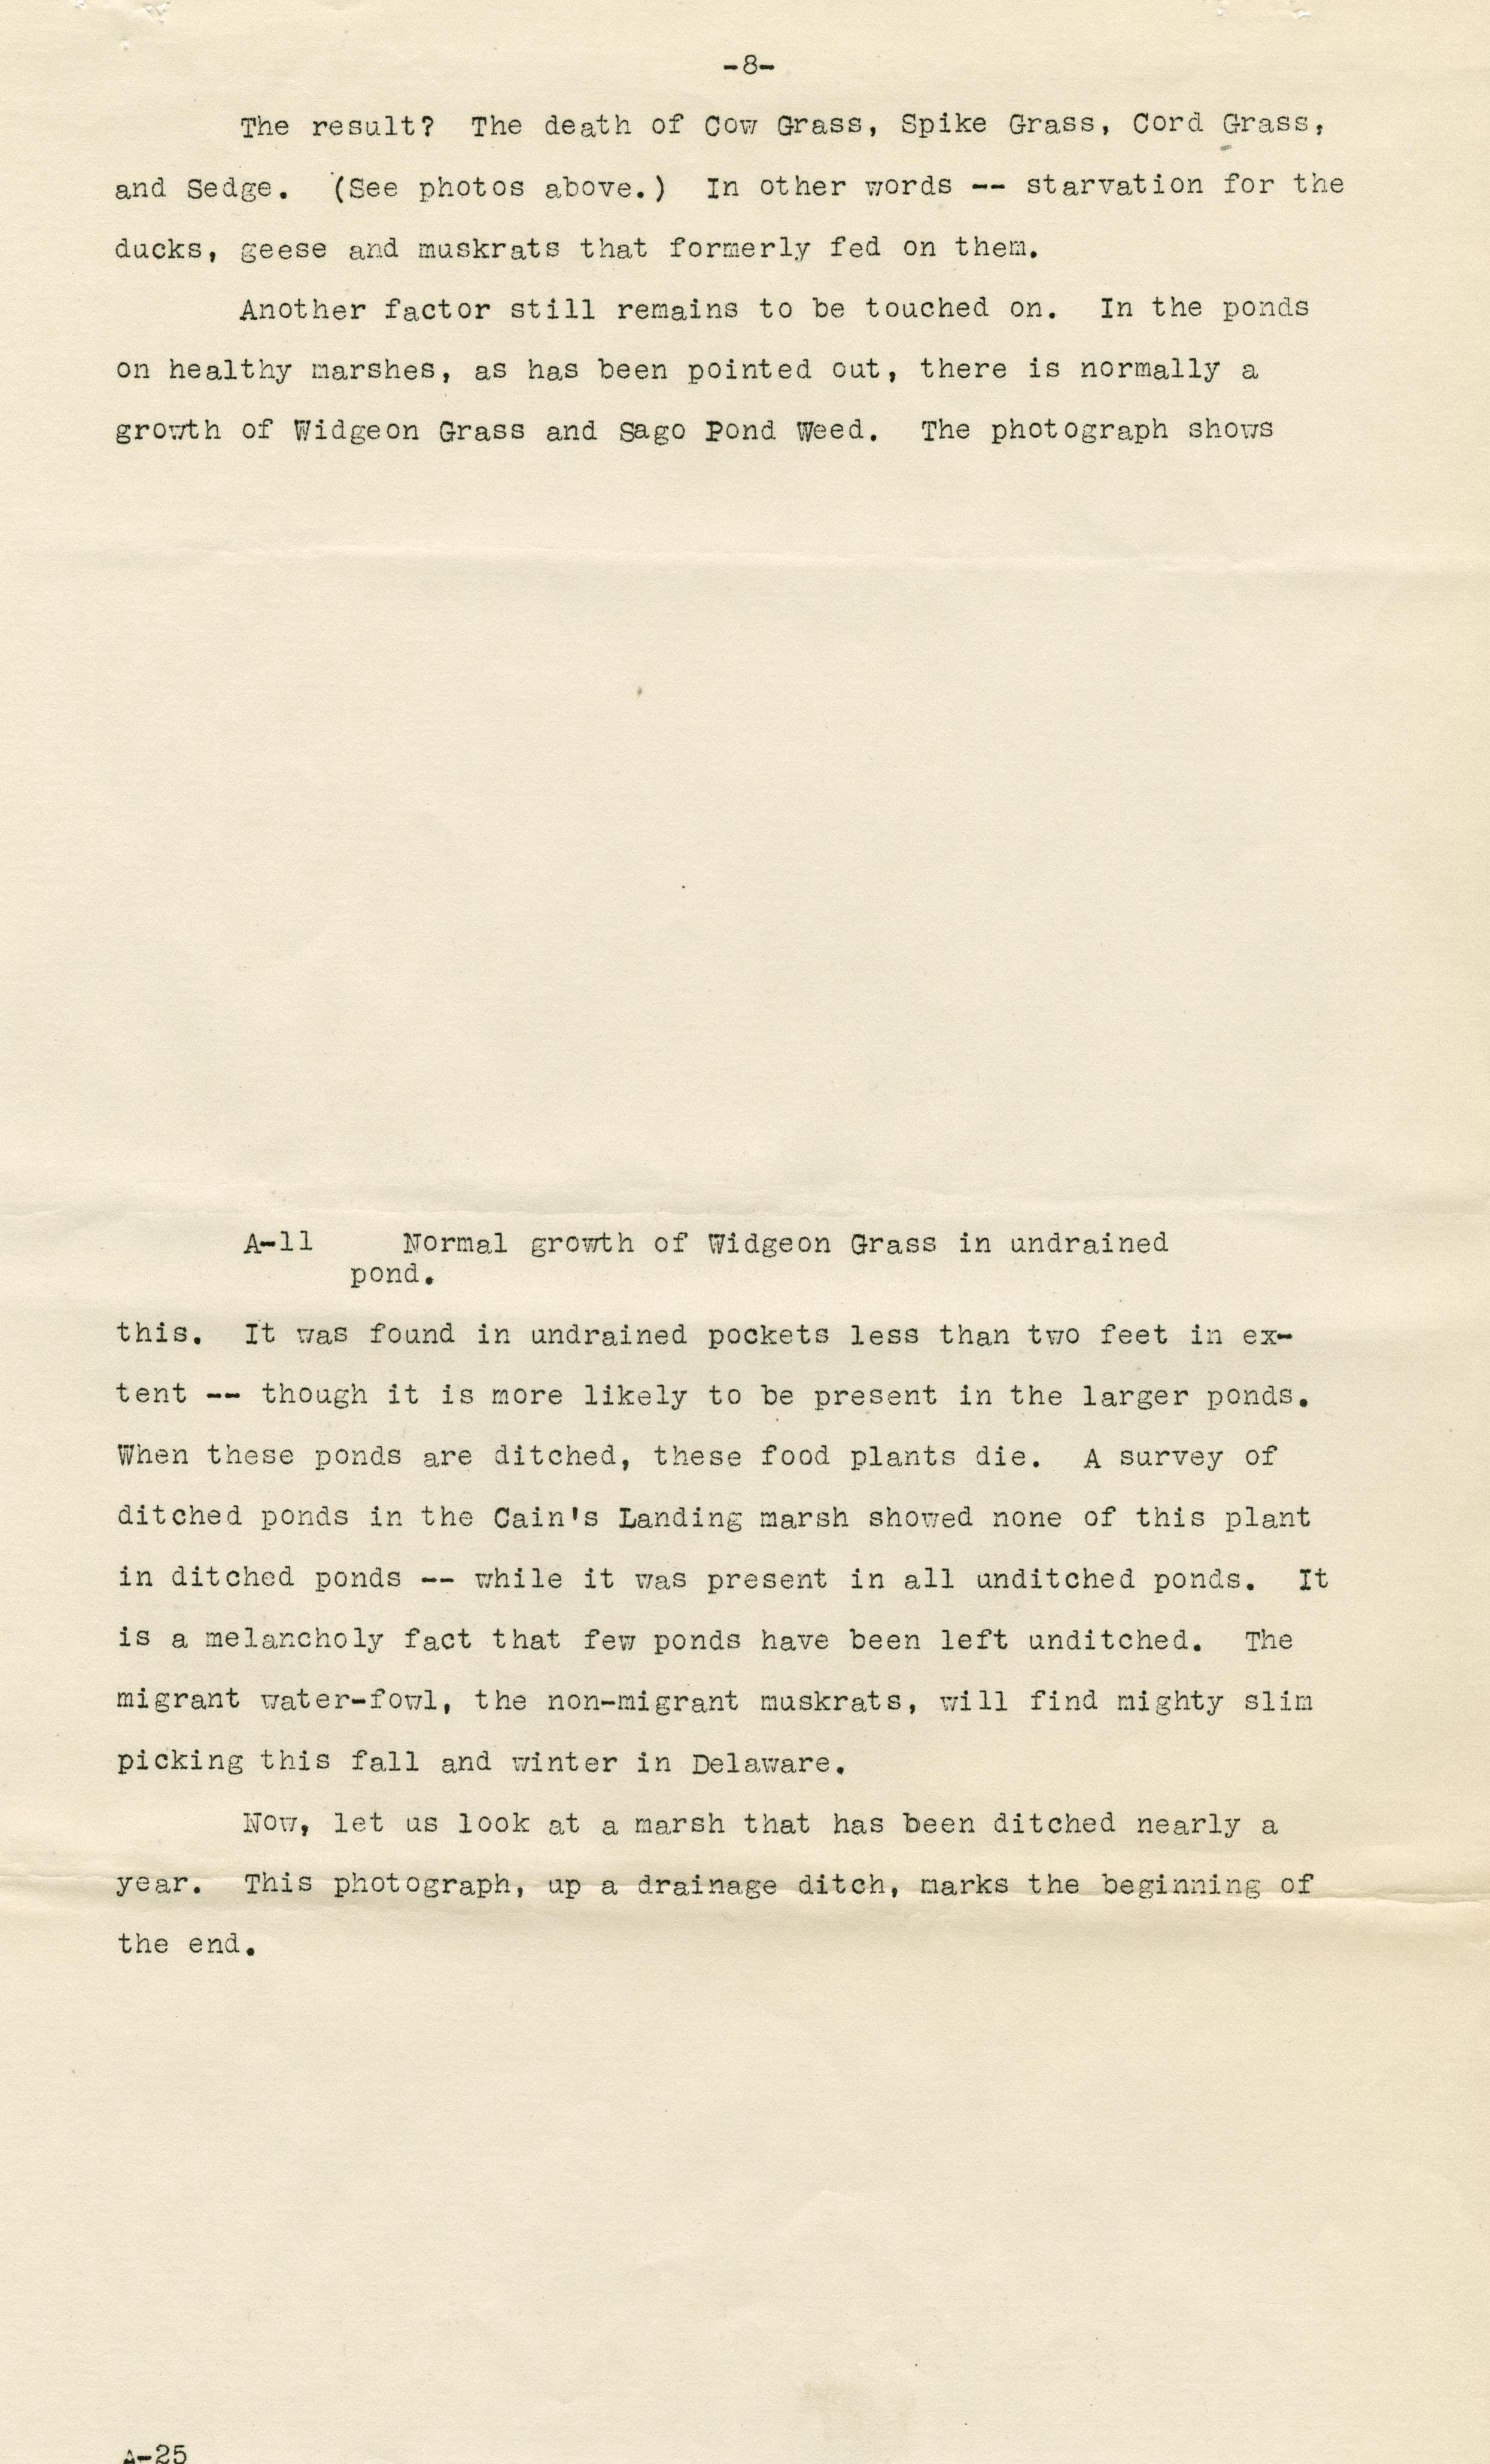 -8-
The result? The death of Cow Grass, Spike Grass, Cord Grass,
and Sedge. (See photos above.) In other words -- starvation for the
ducks, geese and muskrats that formerly fed on them.
Another factor still remains to be touched on. In the ponds
on healthy marshes, as has been pointed out, there is normally a
growth of Widgeon Grass and Sago Pond Weed. The photograph shows
A-11 Normal growth of Widgeon Grass in undrained
pond.
this. It was found in undrained pockets less than two feet in ex-
tent -- though it is more likely to be present in the larger ponds.
When these ponds are ditched, these food plants die. A survey of
ditched ponds in the Cain's Landing marsh showed none of this plant
in ditched ponds -- while it was present in all unditched ponds. It
is a melancholy fact that few ponds have been left unditched. The
migrant water-fowl, the non-migrant muskrats, will find mighty slim
picking this fall and winter in Delaware.
Now, let us look at a marsh that has been ditched nearly a
year. This photograph, up a drainage ditch, marks the beginning of
the end.
A-25